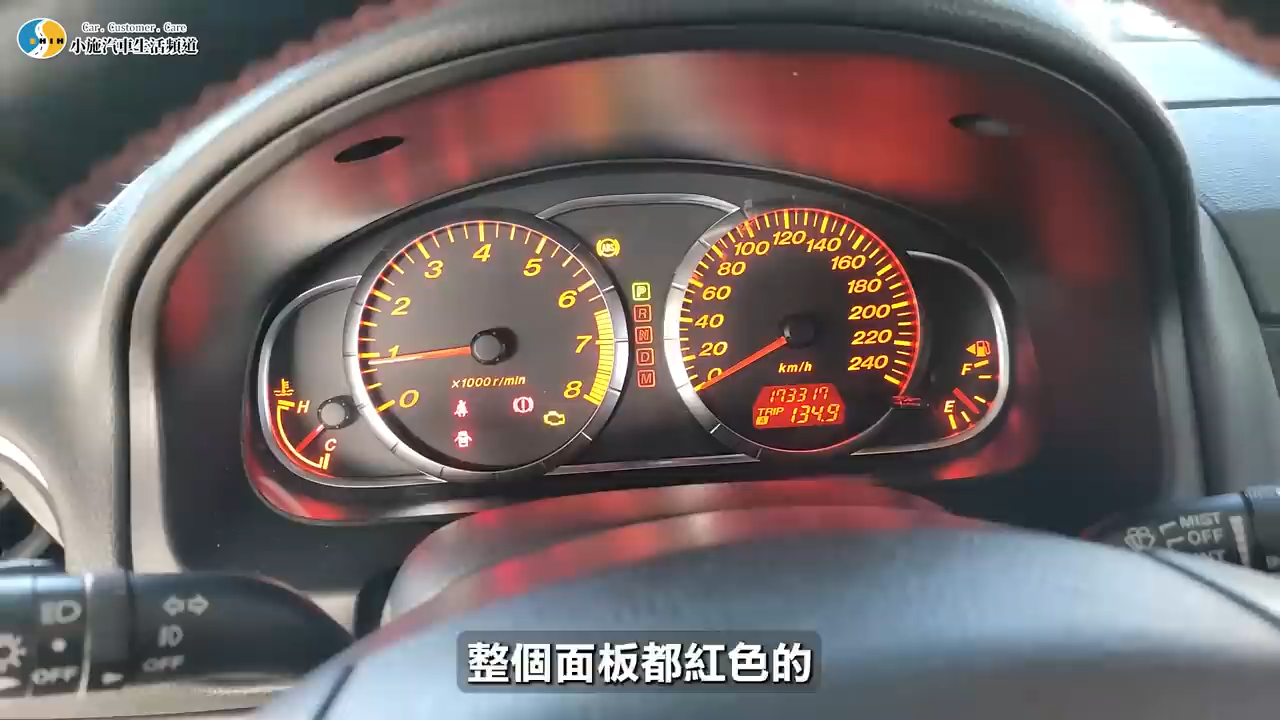 Car. Customer. Care
SHIH
小施汽車生活頻道
0 1 2 3 4 5 6 7 8
x1000r/min
H
C
ABS
P
R
N
D
M
0 20 40 60 80 100 120 140 160 180 200 220 240
km/h
173317
TRIP A 134.9
F
E
OFF
OFF
MIST
OFF
整個面板都紅色的